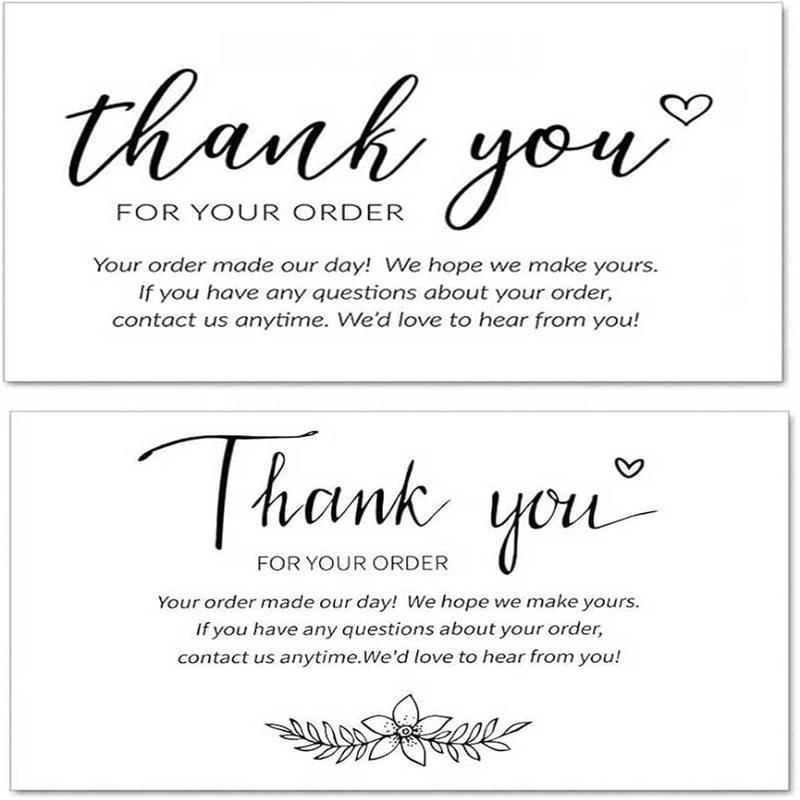 thank you
FOR YOUR ORDER
Your order made our day!  We hope we make yours.
If you have any questions about your order,
contact us anytime. We’d love to hear from you!
Thank you
FOR YOUR ORDER
Your order made our day!  We hope we make yours.
If you have any questions about your order,
contact us anytime.We'd love to hear from you!